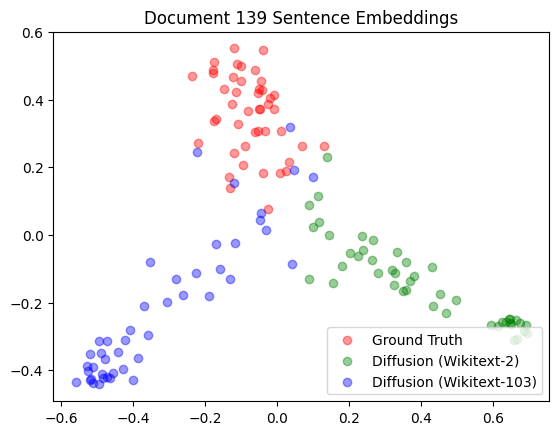 Document 139 Sentence Embeddings
0.6
0.4
0.2
0.0
−0.2
−0.4
Ground Truth
Diffusion (Wikitext-2)
Diffusion (Wikitext-103)
−0.6 −0.4 −0.2 0.0 0.2 0.4 0.6